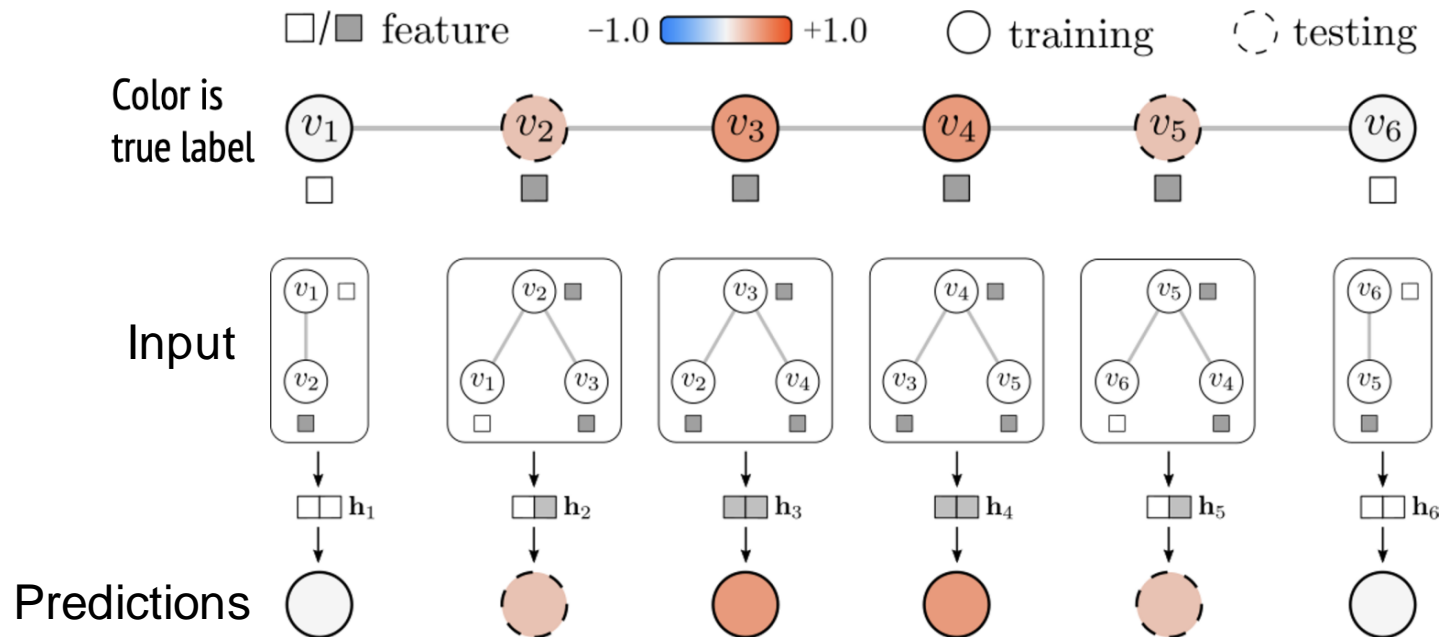 / feature −1.0 +1.0 training testing
Color is
true label
v₁ v₂ v₃ v₄ v₅ v₆
Input
v₁ v₂ v₃ v₄ v₅ v₆
v₂ v₁ v₃ v₂ v₄ v₃ v₅ v₆ v₄ v₅
h₁ h₂ h₃ h₄ h₅ h₆
Predictions